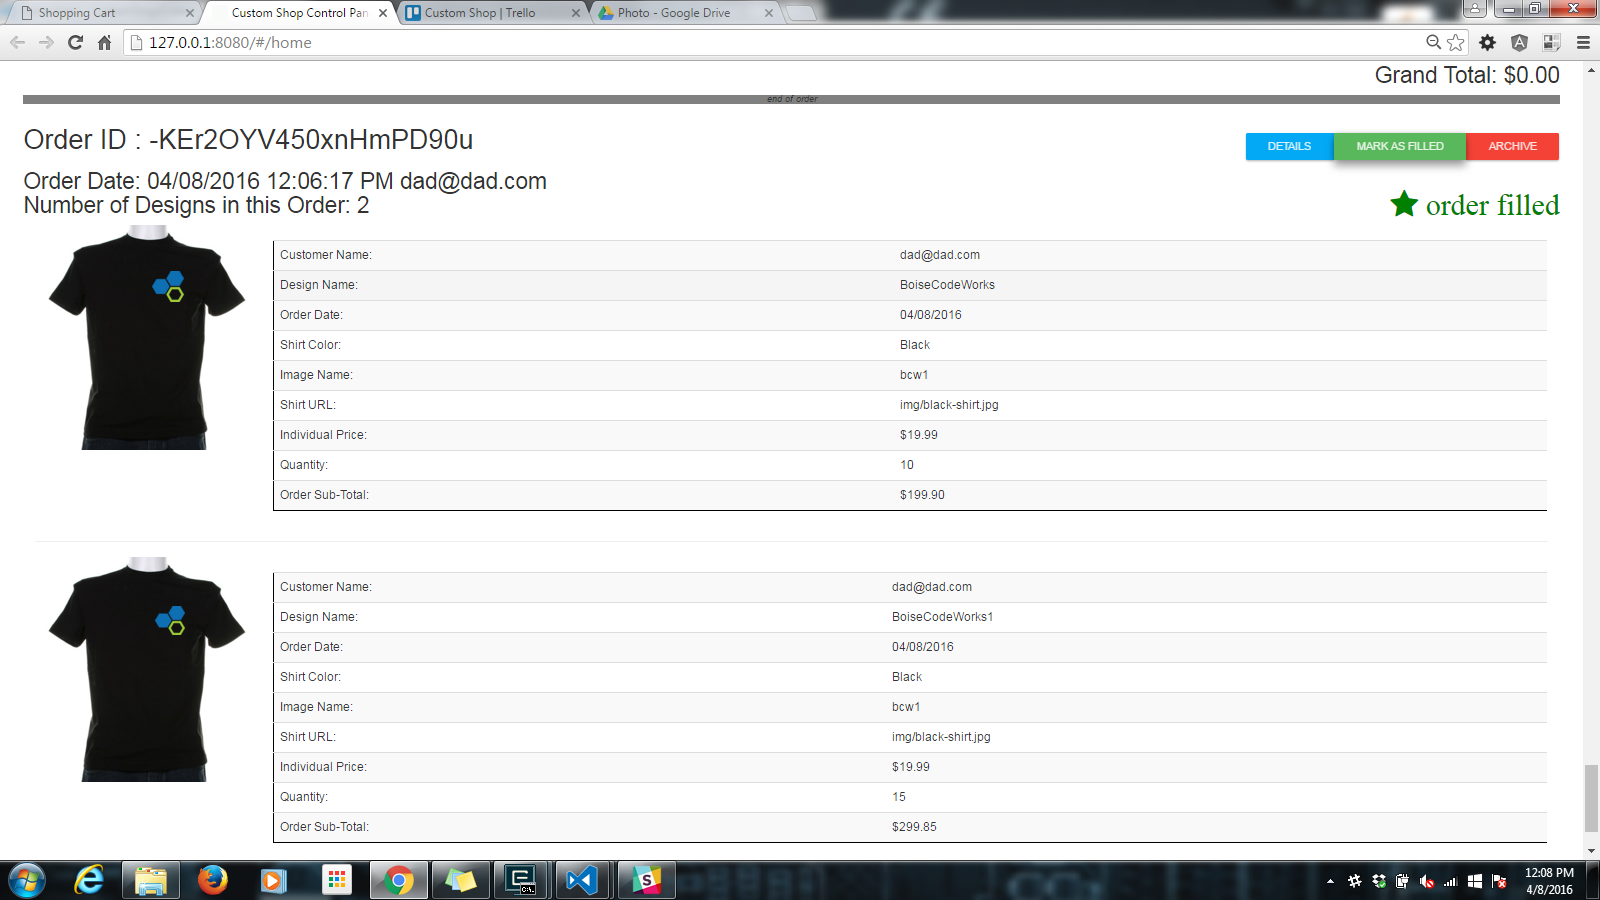 Shopping Cart
Custom Shop Control Pan
Custom Shop | Trello
Photo - Google Drive
127.0.0.1:8080/#/home
Grand Total: $0.00
end of order
Order ID : -KEr2OYV450xnHmPD90u
DETAILS
MARK AS FILLED
ARCHIVE
Order Date: 04/08/2016 12:06:17 PM dad@dad.com
Number of Designs in this Order: 2
order filled
Customer Name: dad@dad.com
Design Name: BoiseCodeWorks
Order Date: 04/08/2016
Shirt Color: Black
Image Name: bcw1
Shirt URL: img/black-shirt.jpg
Individual Price: $19.99
Quantity: 10
Order Sub-Total: $199.90
Customer Name: dad@dad.com
Design Name: BoiseCodeWorks1
Order Date: 04/08/2016
Shirt Color: Black
Image Name: bcw1
Shirt URL: img/black-shirt.jpg
Individual Price: $19.99
Quantity: 15
Order Sub-Total: $299.85
12:08 PM
4/8/2016